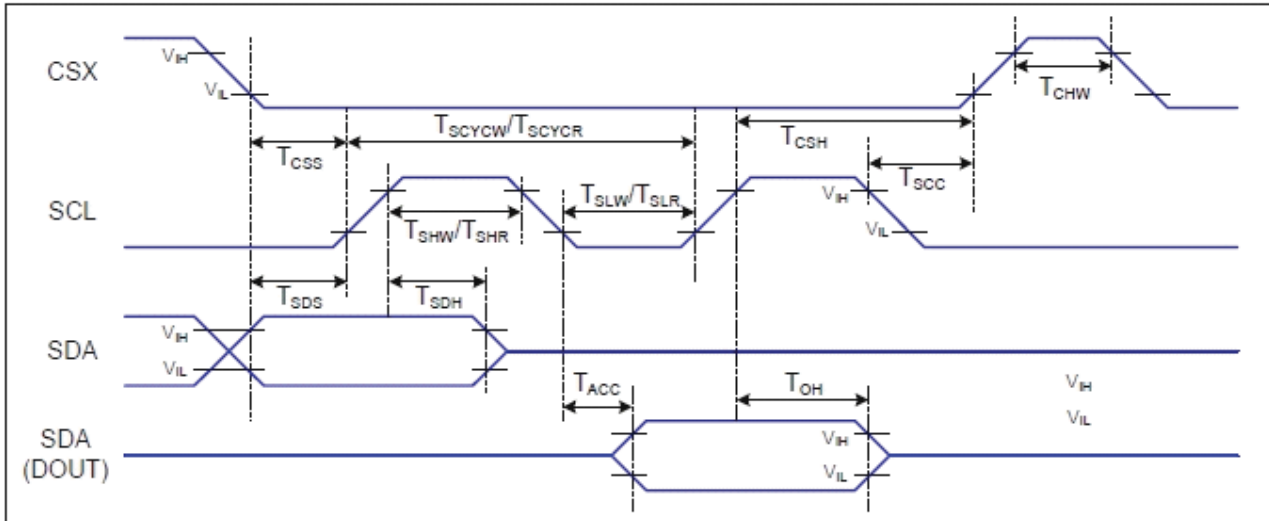 CSX
VIH
VIL
TCHW
TSCYCW/TSCYCR
TCSS
TCSH
TSCC
SCL
TSLW/TSLR
VIH
VIL
TSHW/TSHR
TSDS
TSDH
SDA
VIH
VIL
TACC
TOH
VIH
VIL
SDA
(DOUT)
VIH
VIL